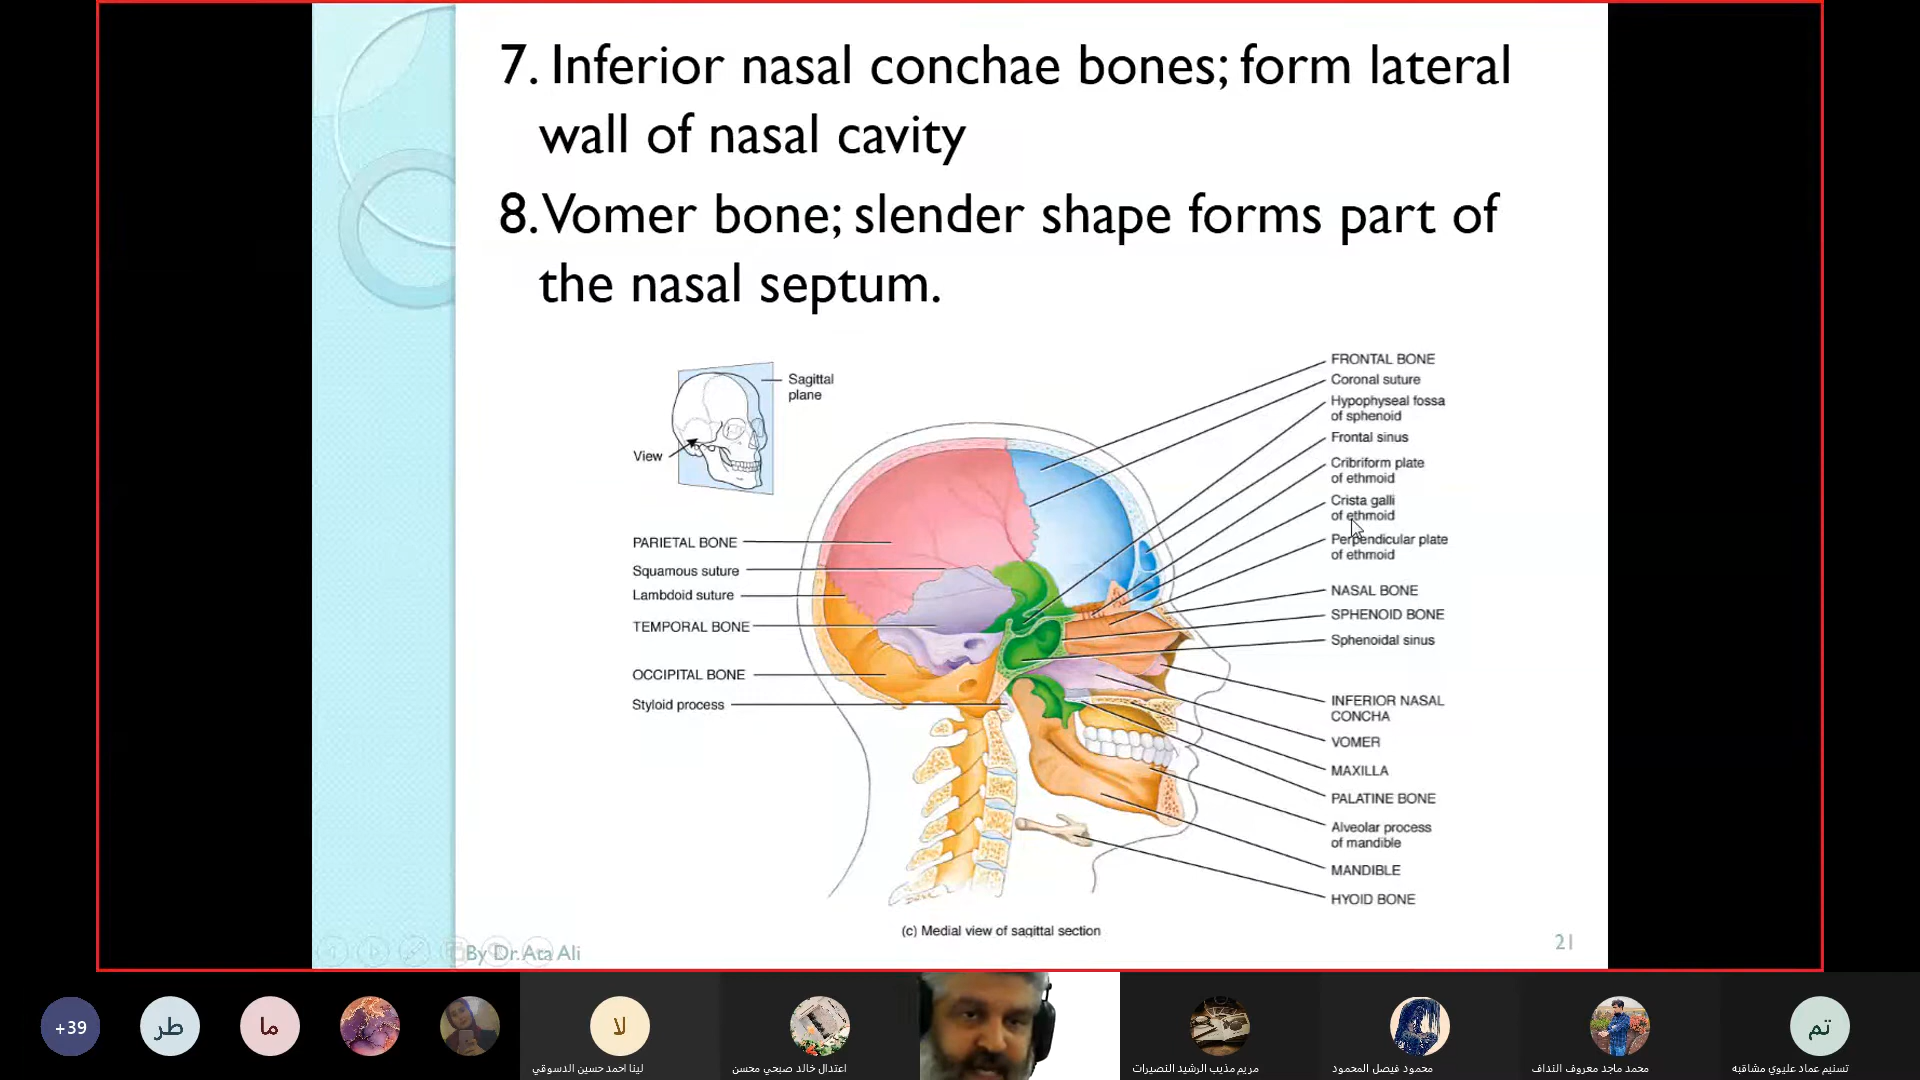 7. Inferior nasal conchae bones; form lateral
wall of nasal cavity
8. Vomer bone; slender shape forms part of
the nasal septum.
Sagittal
plane
View
PARIETAL BONE
Squamous suture
Lambdoid suture
TEMPORAL BONE
OCCIPITAL BONE
Styloid process
FRONTAL BONE
Coronal suture
Hypophyseal fossa
of sphenoid
Frontal sinus
Cribriform plate
of ethmoid
Crista galli
of ethmoid
Perpendicular plate
of ethmoid
NASAL BONE
SPHENOID BONE
Sphenoidal sinus
INFERIOR NASAL
CONCHA
VOMER
MAXILLA
PALATINE BONE
Alveolar process
of mandible
MANDIBLE
HYOID BONE
(c) Medial view of sagittal section
By Dr. Ata Ali
21
+39
طر
ما
لا
تم
لينا احمد حسين الدسوقي
اعتدال خالد صبحي محسن
مريم مذيب الرشيد النصيرات
محمود فيصل المحمود
محمد ماجد معروف النداف
تسنيم عماد عليوي مشاقبه